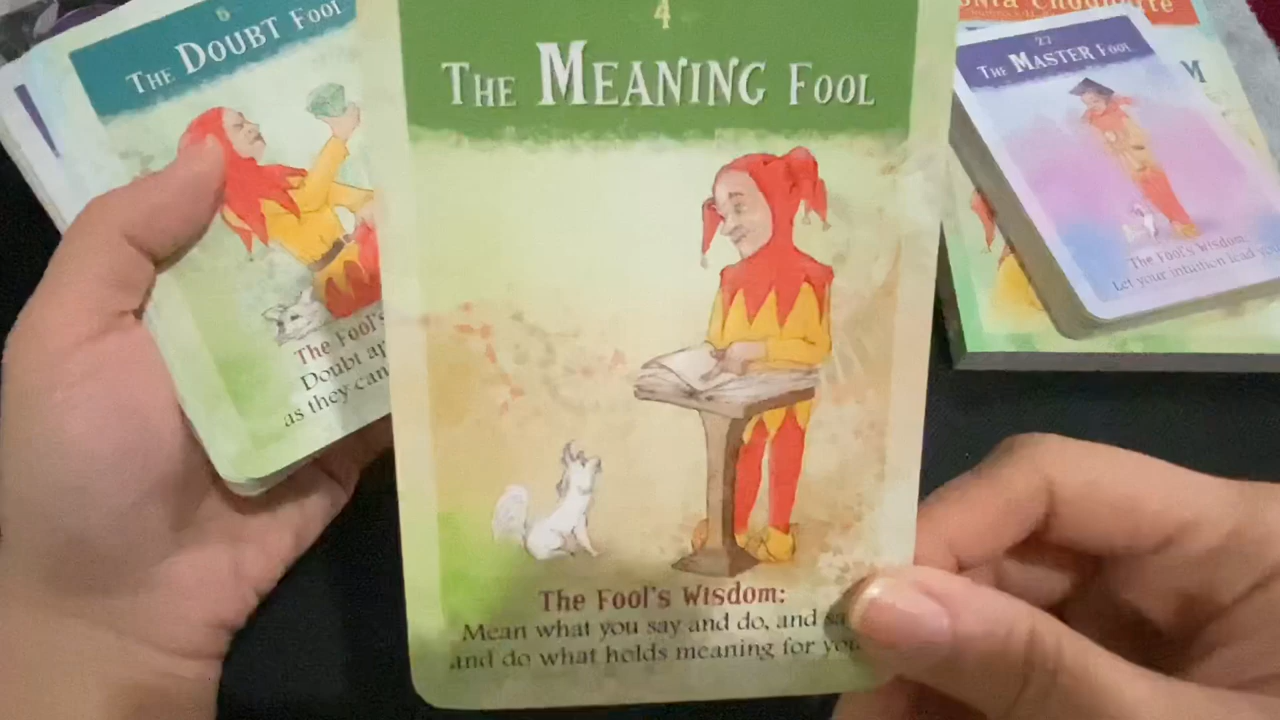 6
THE DOUBT FOOL
The Fool's
Doubt
as they can
4
THE MEANING FOOL
The Fool's Wisdom:
Mean what you say and do, and
and do what holds meaning for you
27
THE MASTER FOOL
The Fool's Wisdom:
Let your intuition lead
M